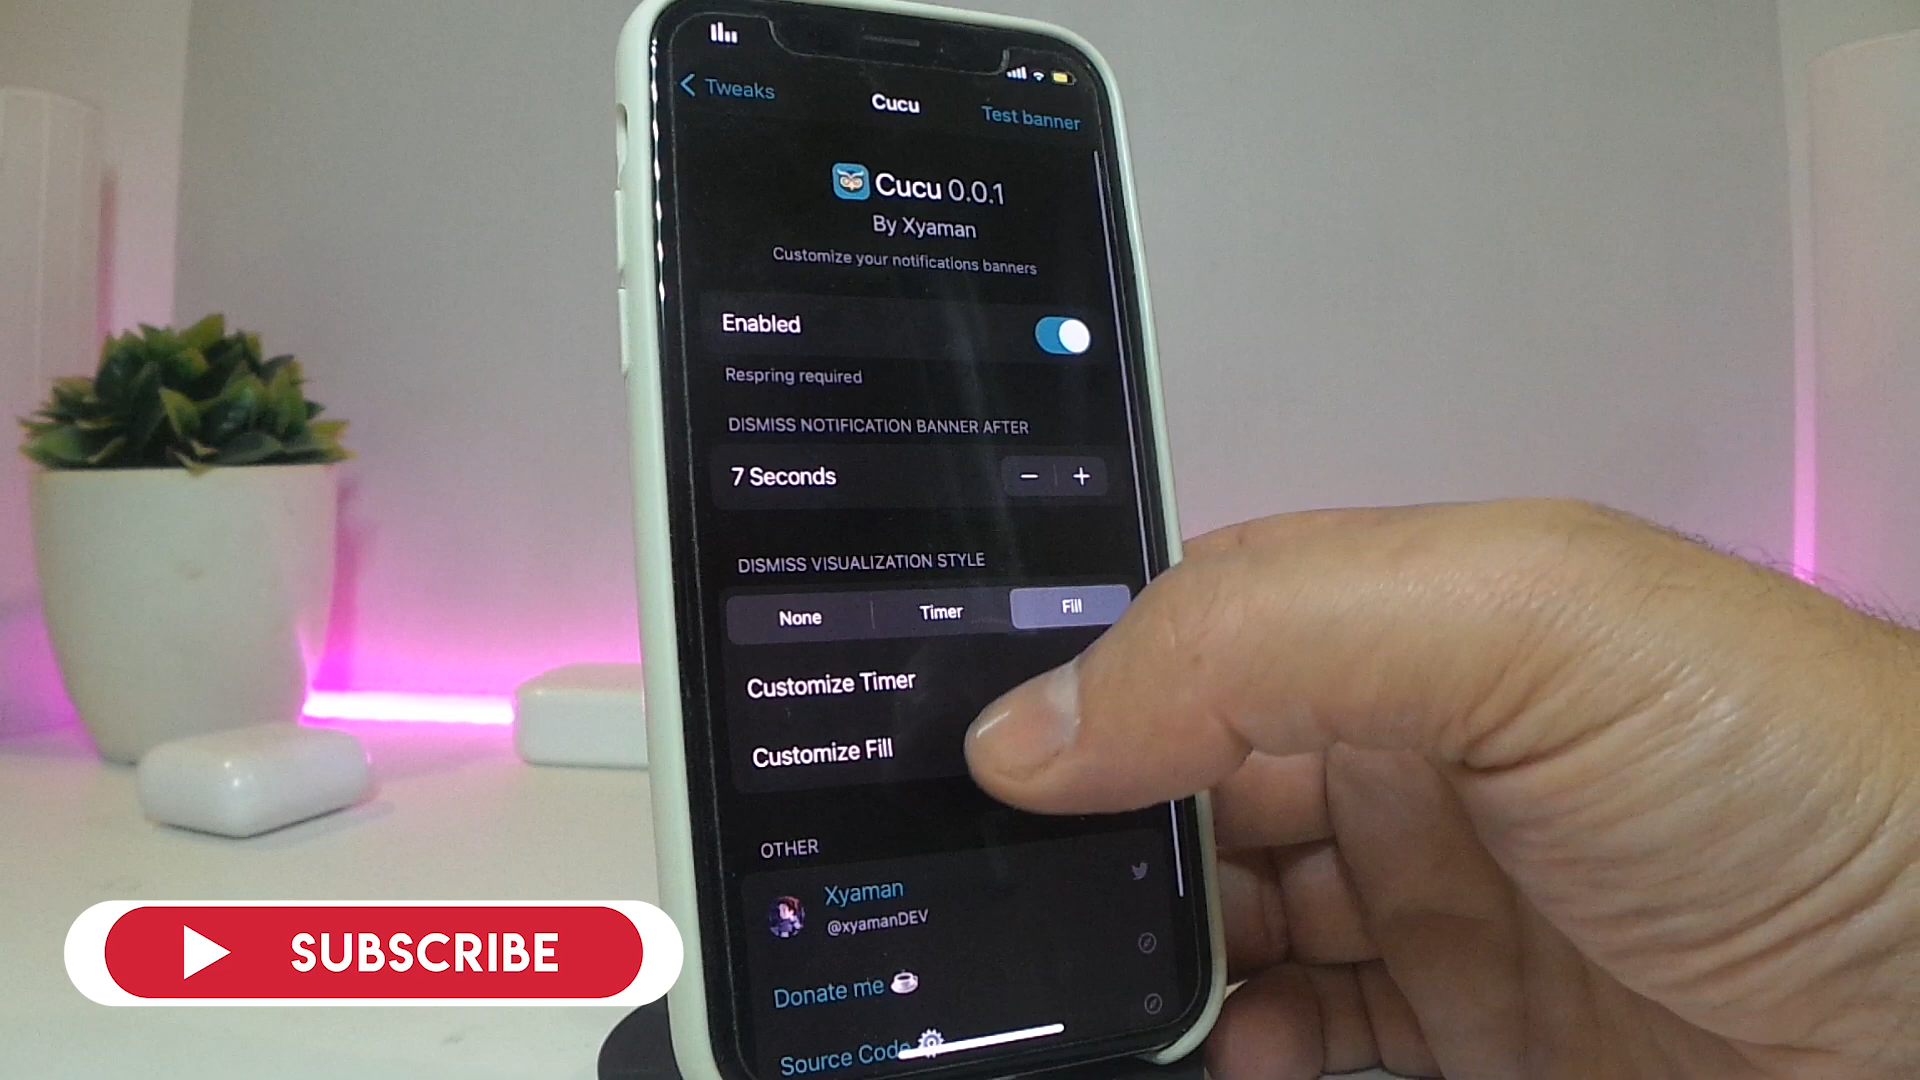 Tweaks
Cucu
Test banner
Cucu 0.0.1
By Xyaman
Customize your notifications banners
Enabled
Respring required
DISMISS NOTIFICATION BANNER AFTER
7 Seconds
− +
DISMISS VISUALIZATION STYLE
None Timer Fill
Customize Timer
Customize Fill
OTHER
Xyaman
@xyamanDEV
Donate me
Source Code
SUBSCRIBE